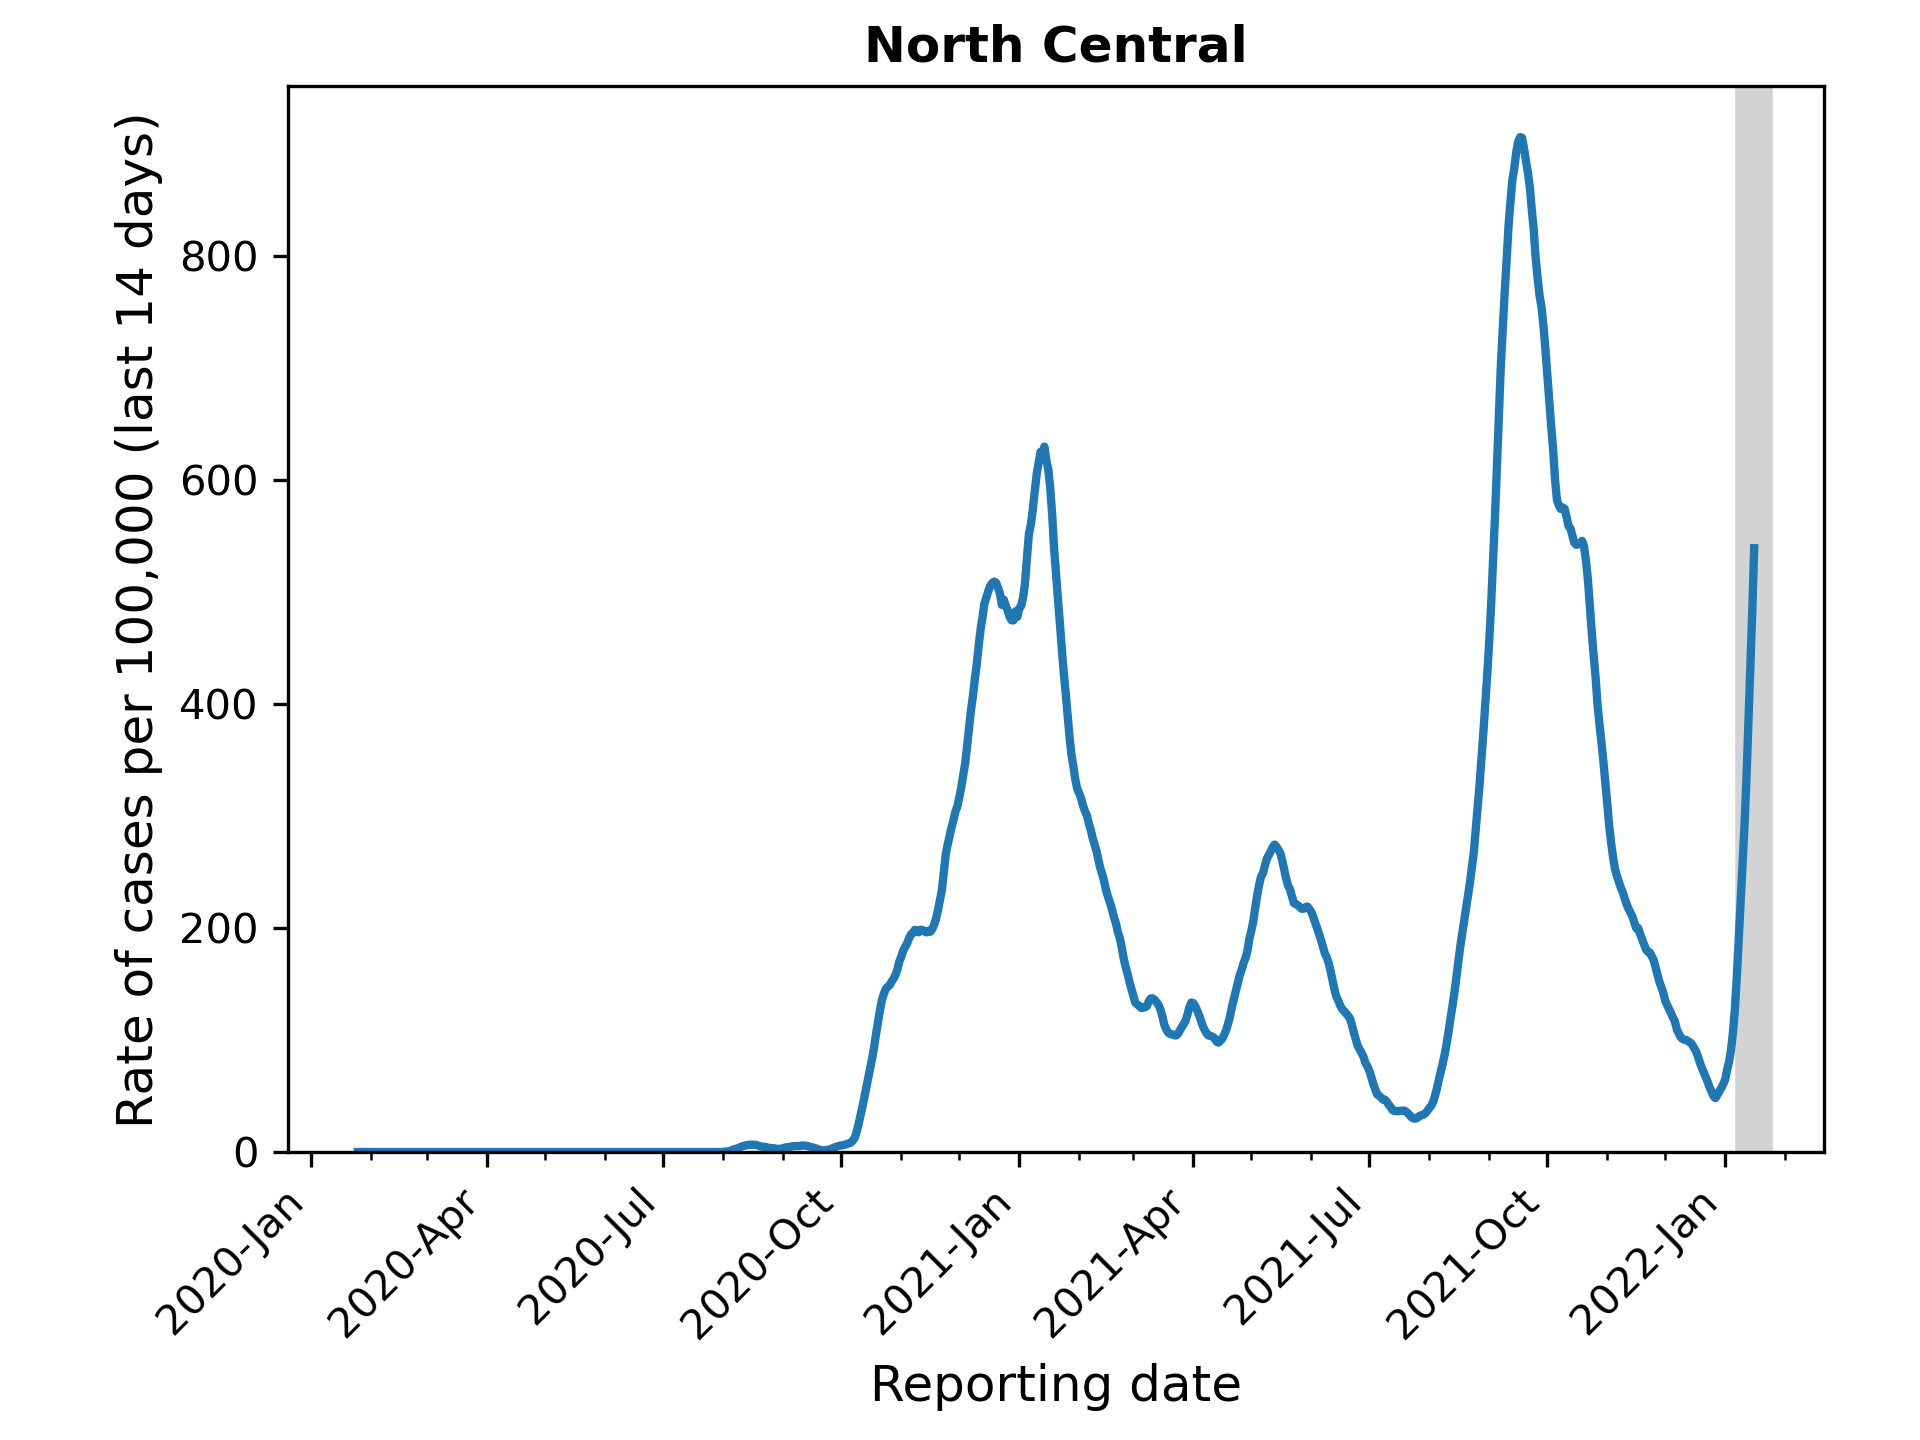 North Central
Rate of cases per 100,000 (last 14 days)
800
600
400
200
0
2020-Jan
2020-Apr
2020-Jul
2020-Oct
2021-Jan
2021-Apr
2021-Jul
2021-Oct
2022-Jan
Reporting date